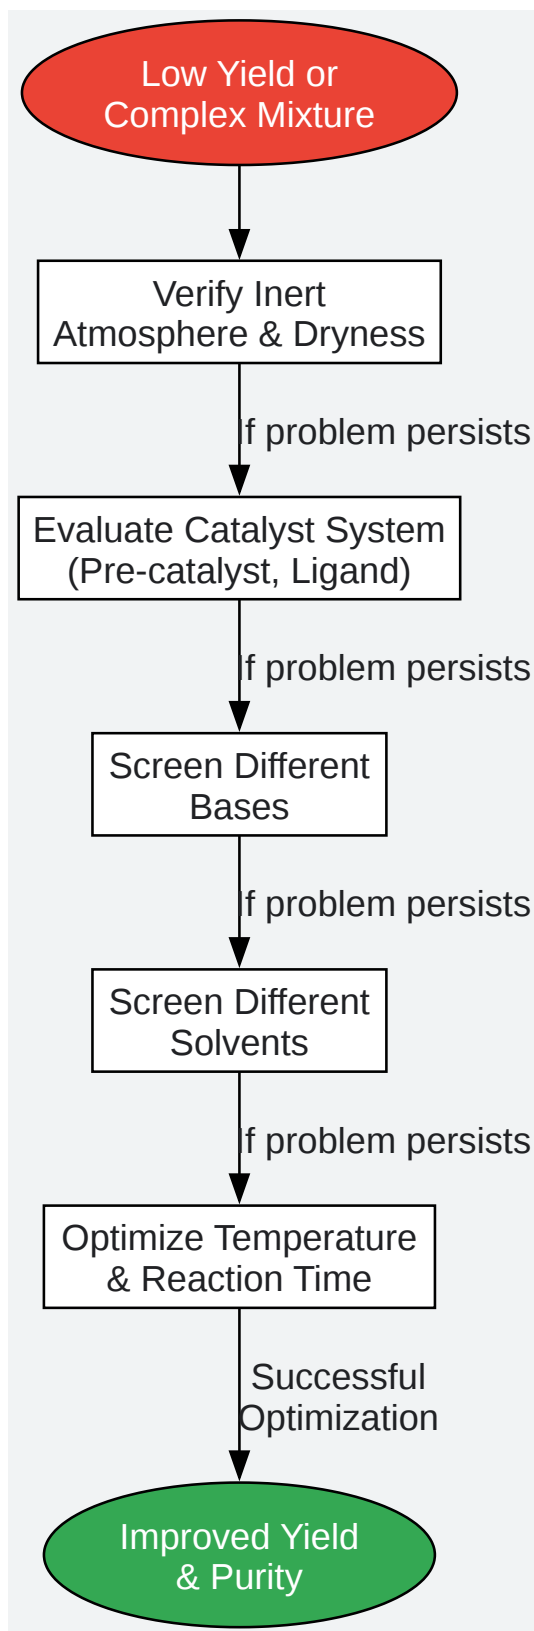 Low Yield or
Complex Mixture
Verify Inert
Atmosphere & Dryness
If problem persists
Evaluate Catalyst System
(Pre-catalyst, Ligand)
If problem persists
Screen Different
Bases
If problem persists
Screen Different
Solvents
If problem persists
Optimize Temperature
& Reaction Time
Successful
Optimization
Improved Yield
& Purity